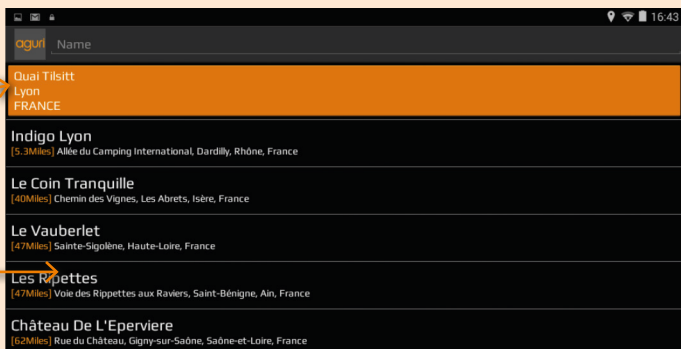 16:43
aguri Name
Quai Tilsitt
Lyon
FRANCE
Indigo Lyon
[5.3Miles] Allée du Camping International, Dardilly, Rhône, France
Le Coin Tranquille
[40Miles] Chemin des Vignes, Les Abrets, Isère, France
Le Vauberlet
[47Miles] Sainte-Sigolène, Haute-Loire, France
Les Ripettes
[47Miles] Voie des Rippettes aux Raviers, Saint-Bénigne, Ain, France
Château De L'Eperviere
[62Miles] Rue du Château, Gigny-sur-Saône, Saône-et-Loire, France